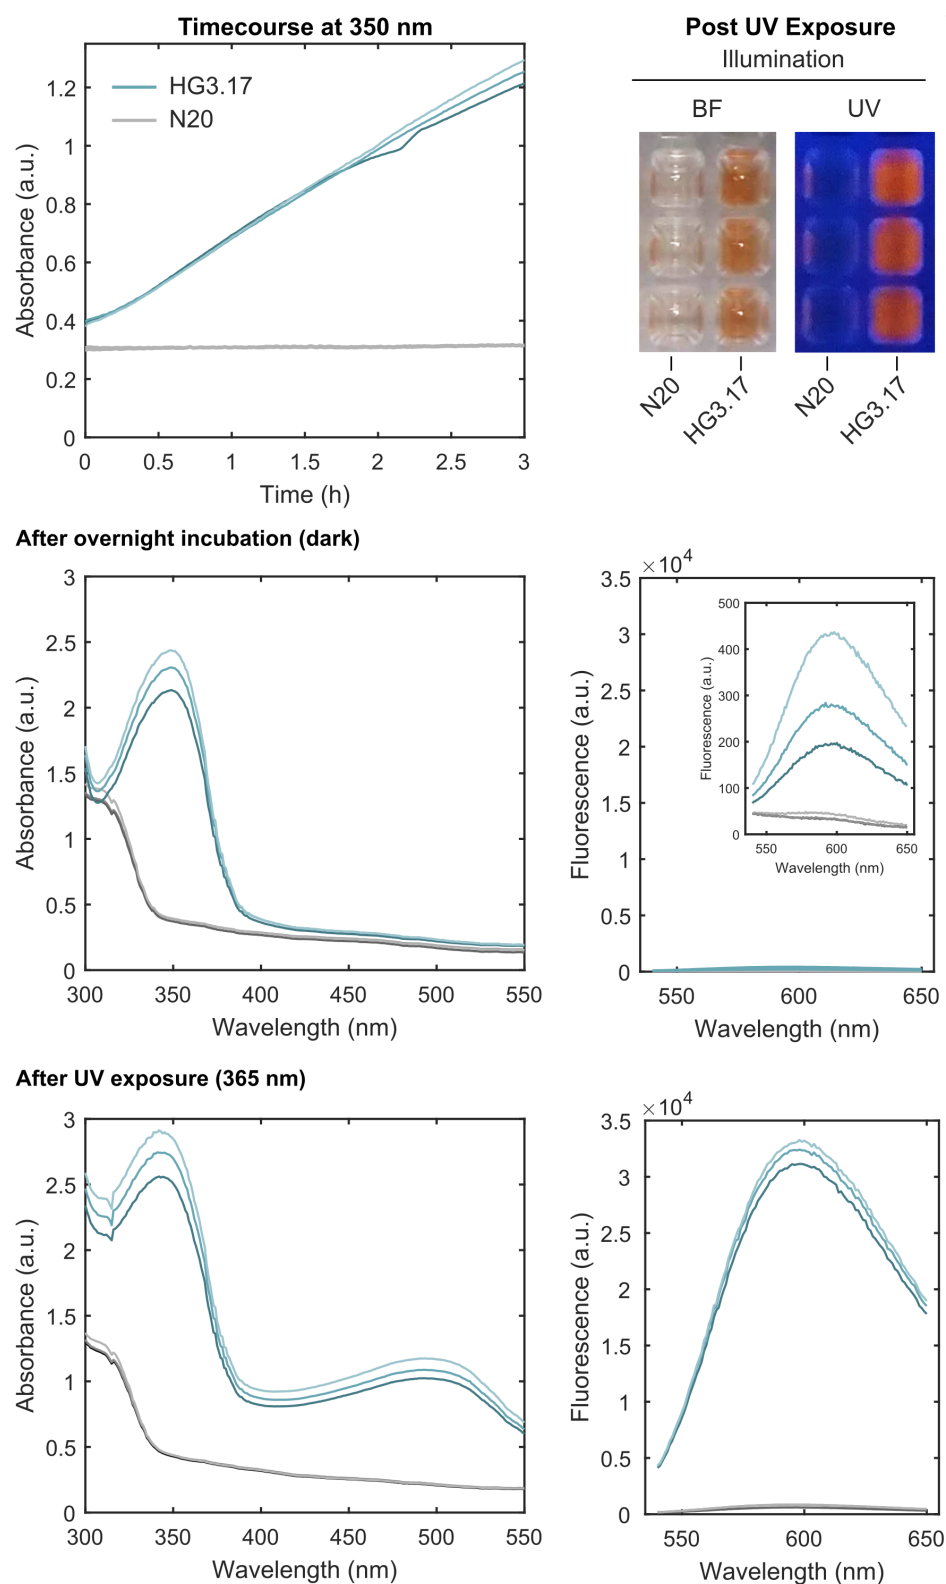 Timecourse at 350 nm
Absorbance (a.u.)
1.2
1
0.8
0.6
0.4
0.2
0
HG3.17
N20
0 0.5 1 1.5 2 2.5 3
Time (h)
Post UV Exposure
Illumination
BF UV
N20 HG3.17 N20 HG3.17
After overnight incubation (dark)
Absorbance (a.u.)
3
2.5
2
1.5
1
0.5
0
300 350 400 450 500 550
Wavelength (nm)
×10⁴
Fluorescence (a.u.)
3.5
3
2.5
2
1.5
1
0.5
0
550 600 650
Wavelength (nm)
Fluorescence (a.u.)
500
400
300
200
100
0
550 600 650
Wavelength (nm)
After UV exposure (365 nm)
Absorbance (a.u.)
3
2.5
2
1.5
1
0.5
0
300 350 400 450 500 550
Wavelength (nm)
×10⁴
Fluorescence (a.u.)
3.5
3
2.5
2
1.5
1
0.5
0
550 600 650
Wavelength (nm)